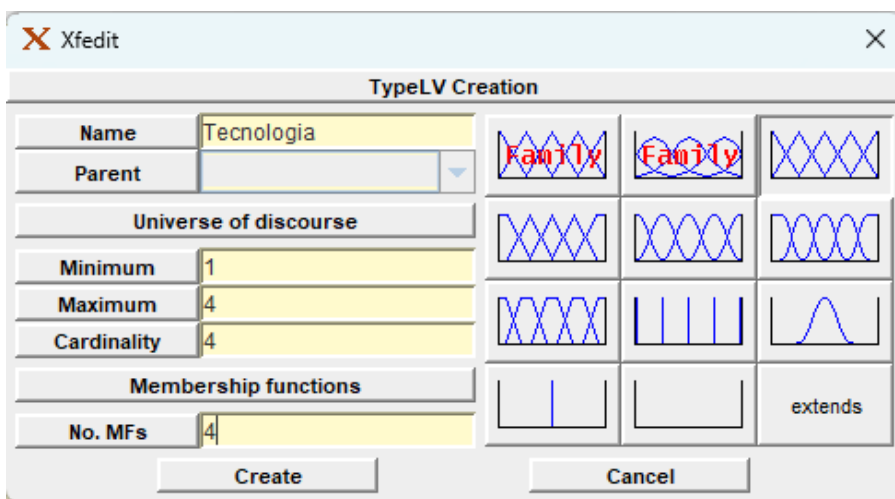 Xfedit
TypeLV Creation
Name Tecnologia
Parent
Universe of discourse
Minimum 1
Maximum 4
Cardinality 4
Membership functions
No. MFs 4
Family Family
extends
Create Cancel